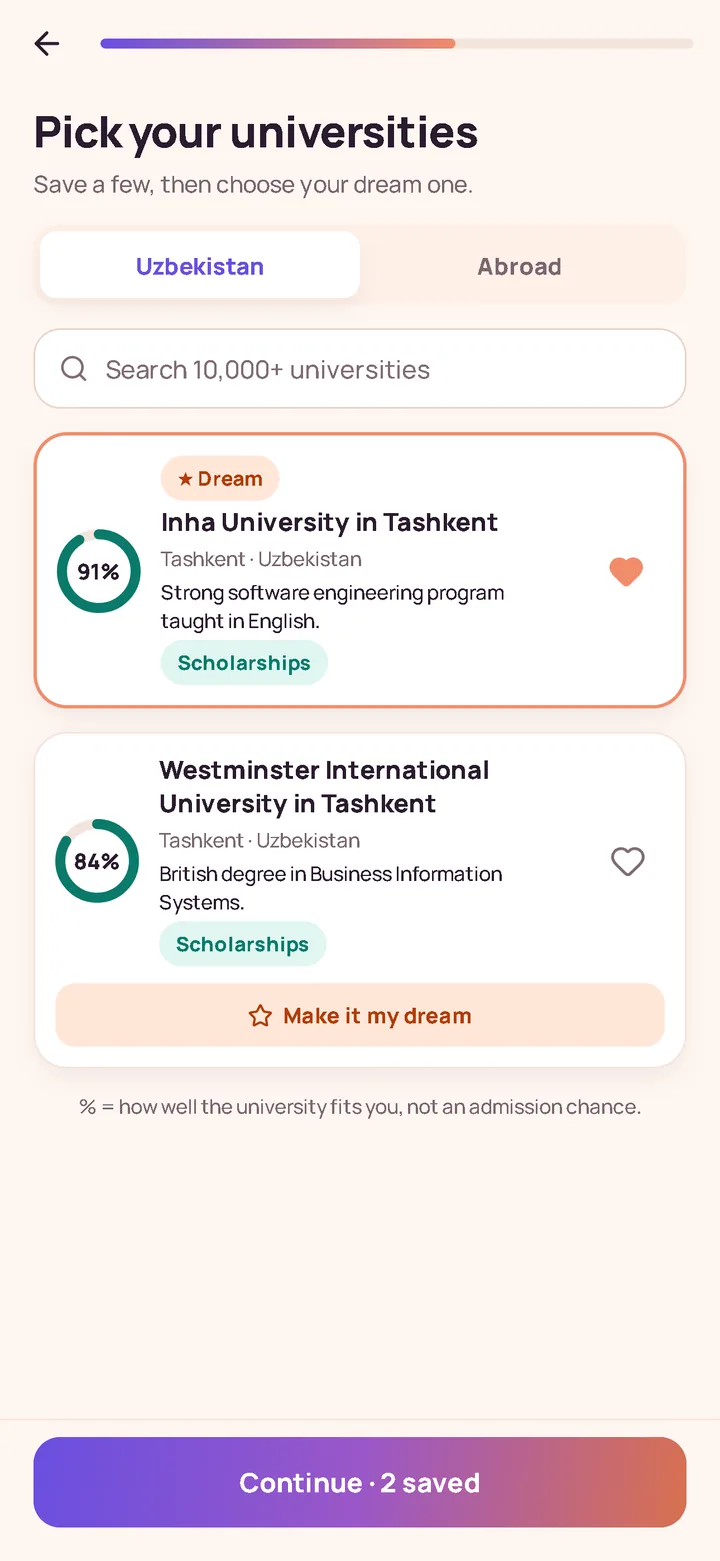 Pick your universities
Save a few, then choose your dream one.
Uzbekistan
Abroad
Search 10,000+ universities
★ Dream
Inha University in Tashkent
Tashkent · Uzbekistan
91%
Strong software engineering program
taught in English.
Scholarships
Westminster International
University in Tashkent
Tashkent · Uzbekistan
84%
British degree in Business Information
Systems.
Scholarships
Make it my dream
% = how well the university fits you, not an admission chance.
Continue · 2 saved